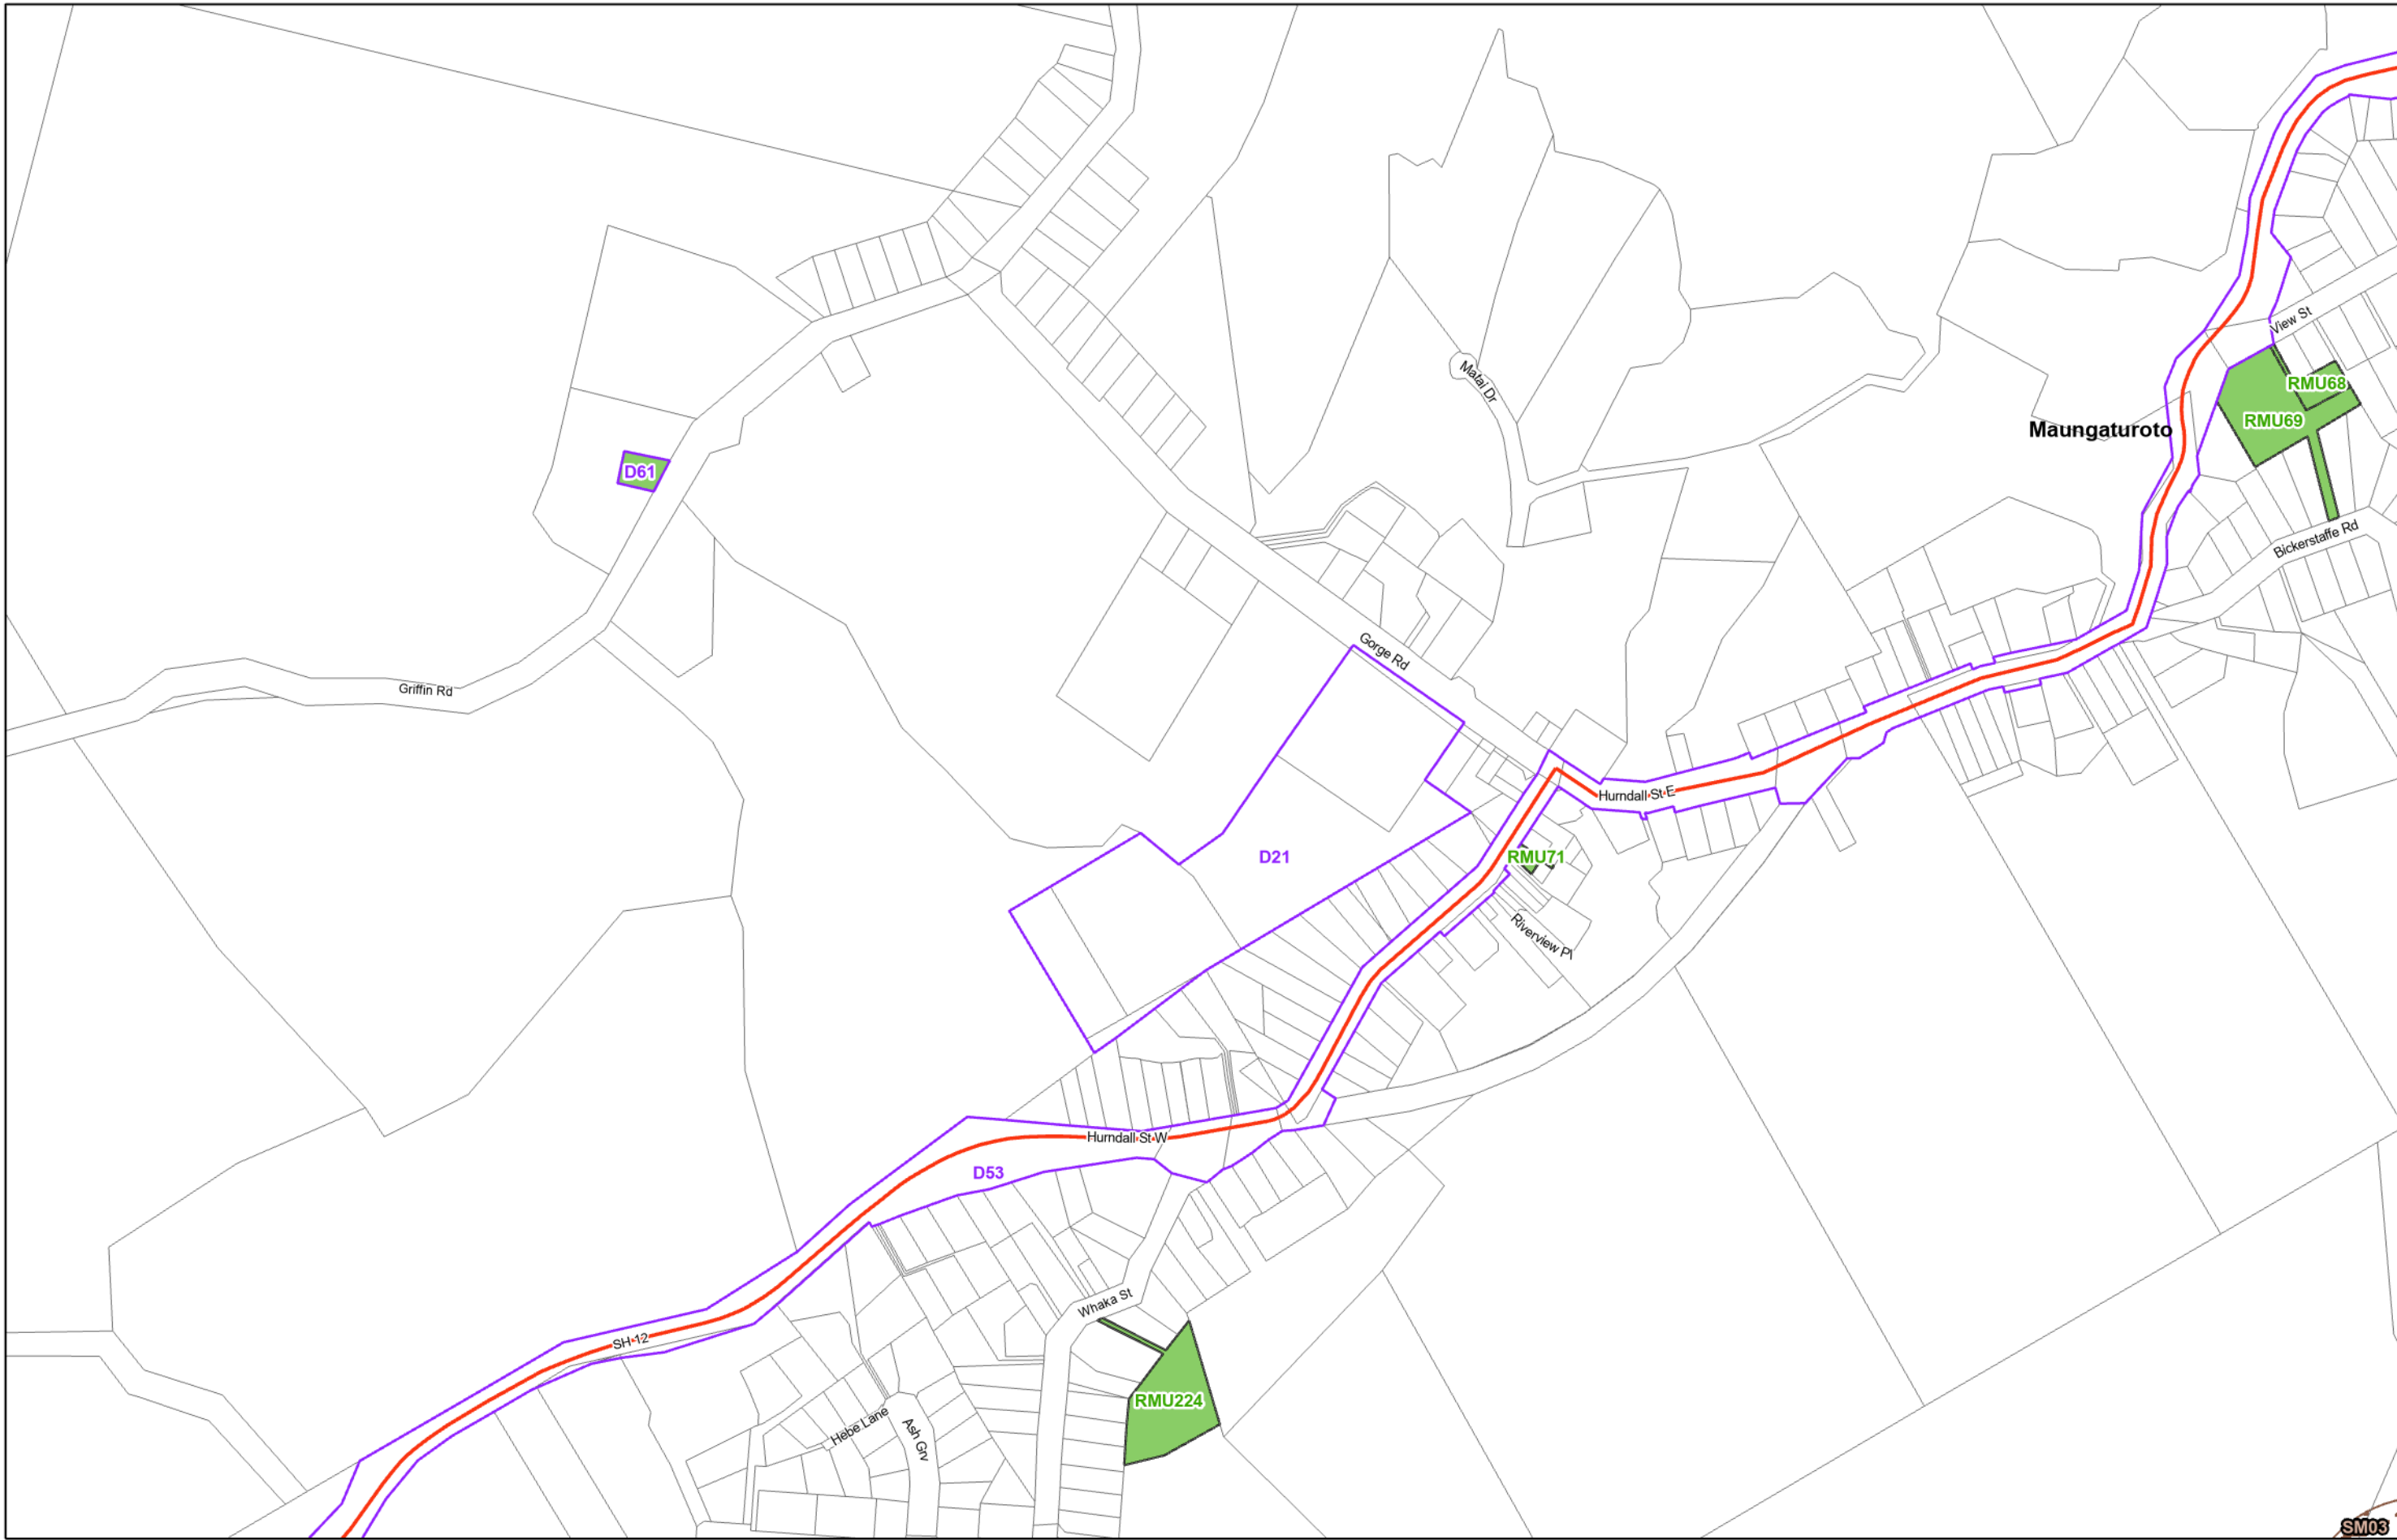 View St
Matai Dr
RMU68
RMU69
Maungaturoto
D61
Bickerstaffe Rd
Gorge Rd
Griffin Rd
Hurndall St E
D21
RMU71
Riverview Pl
Hurndall St W
D53
Whaka St
SH 12
RMU224
Hebe Lane
Ash Grv
SM03